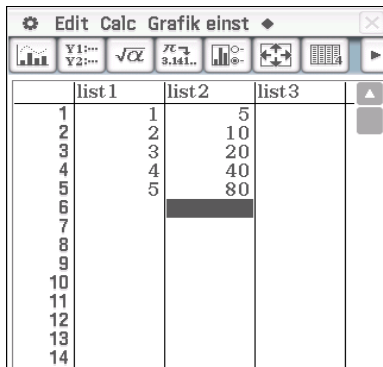 Edit Calc Grafik einst
Y1:... √α π
Y2:... 3.141.. 4
list1 list2 list3
1 1 5
2 2 10
3 3 20
4 4 40
5 5 80
6
7
8
9
10
11
12
13
14